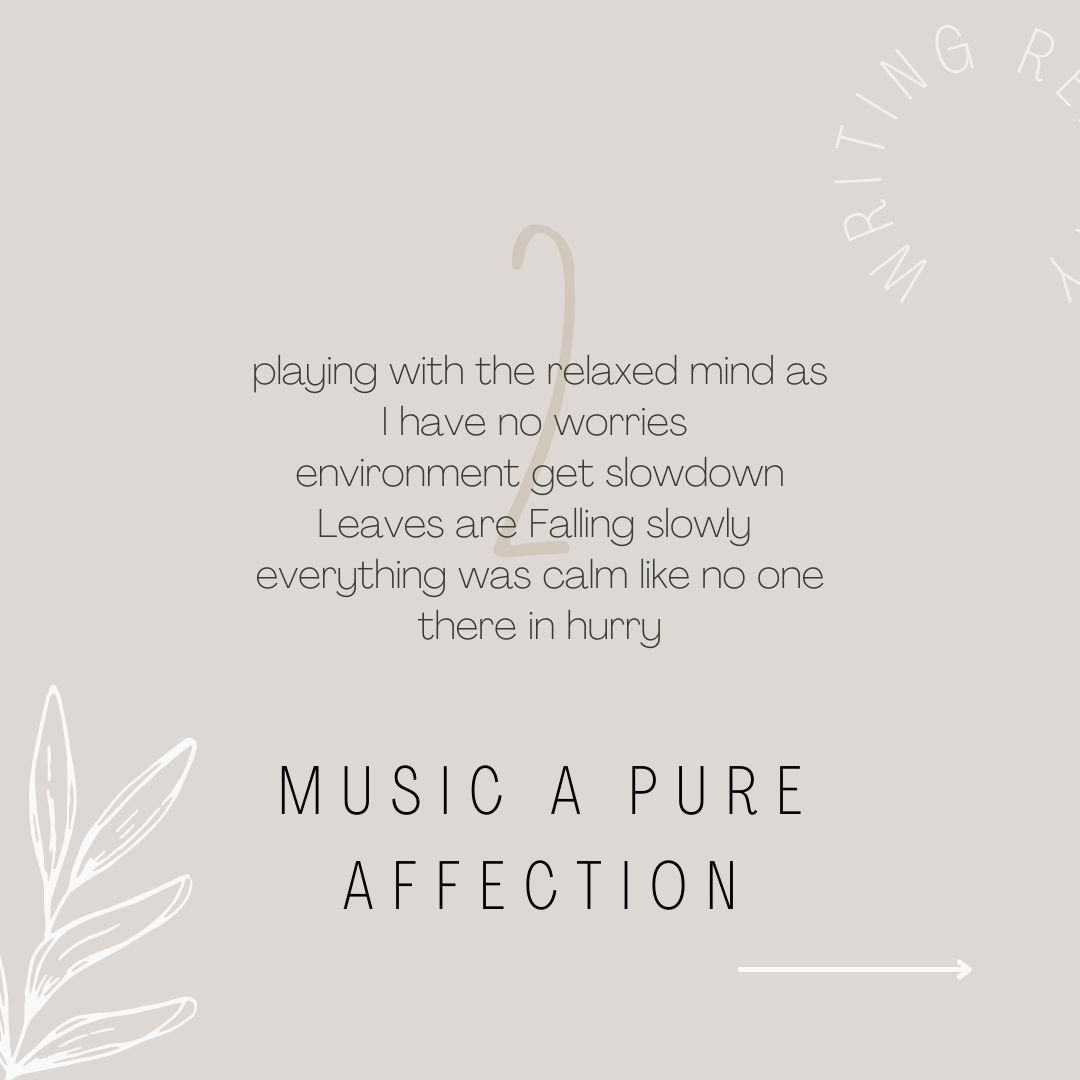 WRITING RE
Y
2
playing with the relaxed mind as
I have no worries
environment get slowdown
Leaves are Falling slowly
everything was calm like no one
there in hurry
MUSIC A PURE
AFFECTION